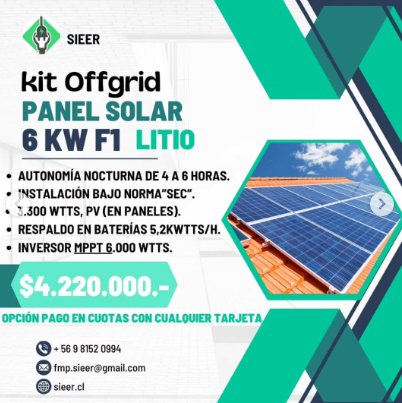 SIEER
kit Offgrid
PANEL SOLAR
6 KW F1 LITIO
• AUTONOMÍA NOCTURNA DE 4 A 6 HORAS.
• INSTALACIÓN BAJO NORMA"SEC".
• 3.300 WTTS, PV (EN PANELES).
• RESPALDO EN BATERÍAS 5,2KWTTS/H.
• INVERSOR MPPT 6.000 WTTS.
$4.220.000.-
OPCIÓN PAGO EN CUOTAS CON CUALQUIER TARJETA
+ 56 9 8152 0994
fmp.sieer@gmail.com
sieer.cl